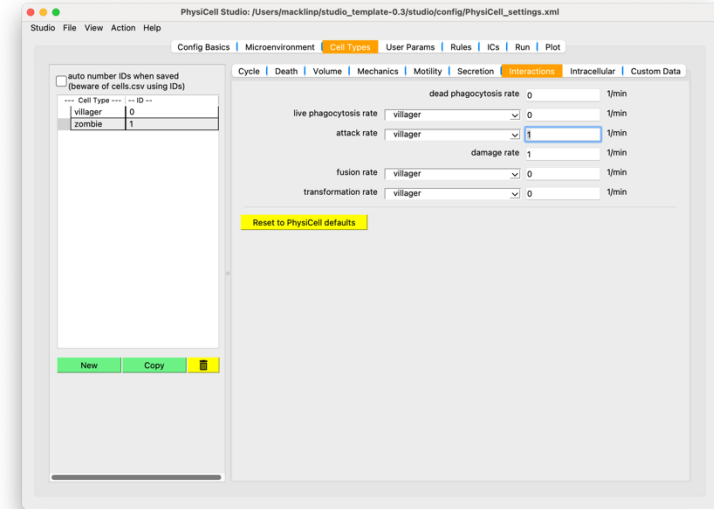 PhysiCell Studio: /Users/macklinp/studio_template-0.3/studio/config/PhysiCell_settings.xml
Studio File View Action Help
Config Basics Microenvironment Cell Types User Params Rules ICs Run Plot
auto number IDs when saved
(beware of cells.csv using IDs)
--- Cell Type --- -- ID --
villager 0
zombie 1
New Copy
Cycle Death Volume Mechanics Motility Secretion Interactions Intracellular Custom Data
dead phagocytosis rate 0 1/min
live phagocytosis rate villager 0 1/min
attack rate villager 1 1/min
damage rate 1 1/min
fusion rate villager 0 1/min
transformation rate villager 0 1/min
Reset to PhysiCell defaults